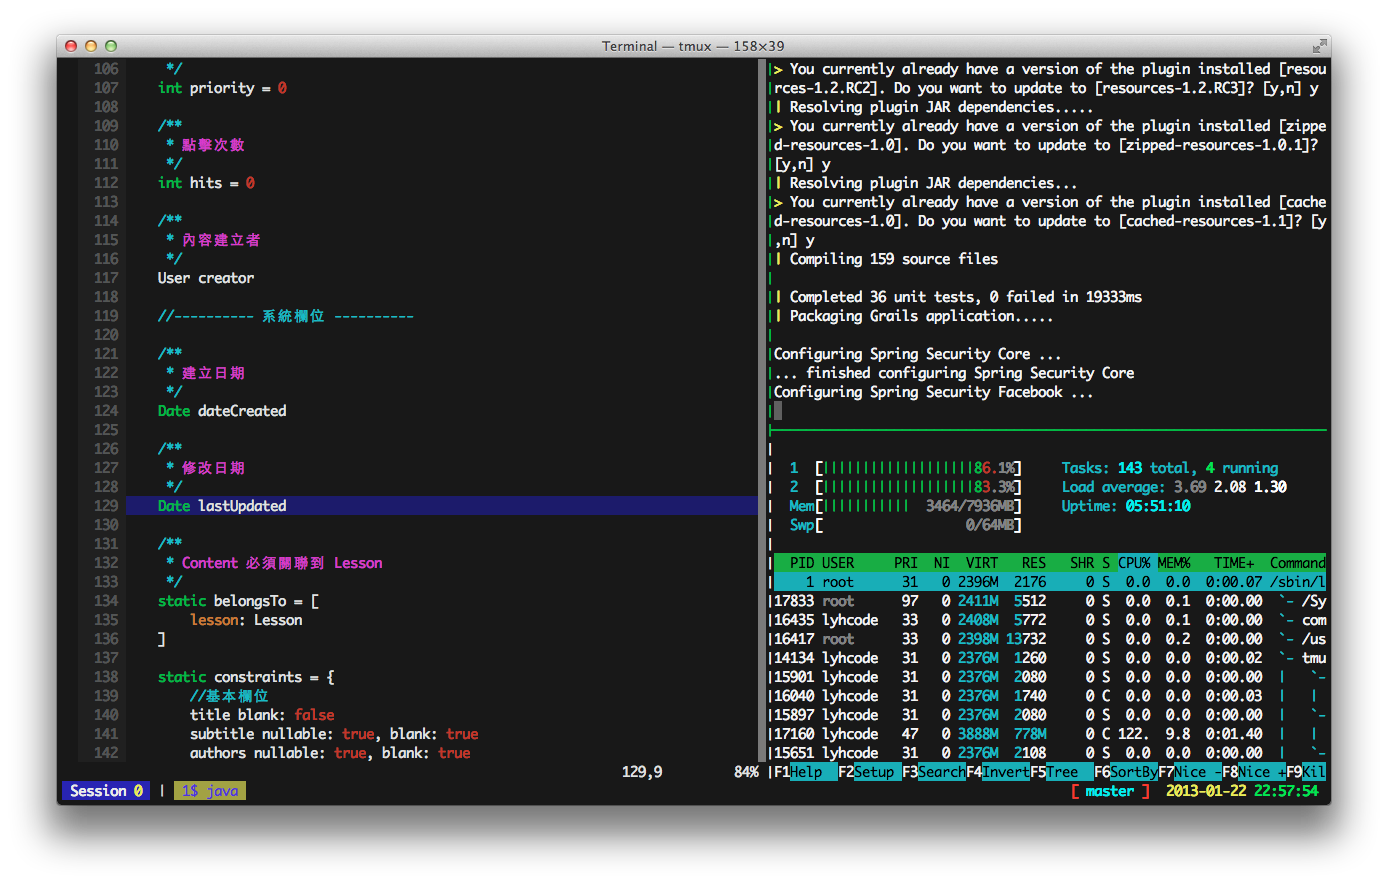 Terminal — tmux — 158×39
106 */
107 int priority = 0
108
109 /**
110 * 點擊次數
111 */
112 int hits = 0
113
114 /**
115 * 內容建立者
116 */
117 User creator
118
119 //---------- 系統欄位 ----------
120
121 /**
122 * 建立日期
123 */
124 Date dateCreated
125
126 /**
127 * 修改日期
128 */
129 Date lastUpdated
130
131 /**
132 * Content 必須關聯到 Lesson
133 */
134 static belongsTo = [
135 lesson: Lesson
136 ]
137
138 static constraints = {
139 //基本欄位
140 title blank: false
141 subtitle nullable: true, blank: true
142 authors nullable: true, blank: true
129,9 84%
> You currently already have a version of the plugin installed [resou
rces-1.2.RC2]. Do you want to update to [resources-1.2.RC3]? [y,n] y
| Resolving plugin JAR dependencies.....
> You currently already have a version of the plugin installed [zippe
d-resources-1.0]. Do you want to update to [zipped-resources-1.0.1]?
[y,n] y
| Resolving plugin JAR dependencies...
> You currently already have a version of the plugin installed [cache
d-resources-1.0]. Do you want to update to [cached-resources-1.1]? [y
,n] y
| Compiling 159 source files
| Completed 36 unit tests, 0 failed in 19333ms
| Packaging Grails application.....
Configuring Spring Security Core ...
... finished configuring Spring Security Core
Configuring Spring Security Facebook ...
1 [|||||||||||||||||||86.1%] Tasks: 143 total, 4 running
2 [|||||||||||||||||||83.3%] Load average: 3.69 2.08 1.30
Mem[||||||||||| 3464/7936MB] Uptime: 05:51:10
Swp[ 0/64MB]
PID USER PRI NI VIRT RES SHR S CPU% MEM% TIME+ Command
1 root 31 0 2396M 2176 0 S 0.0 0.0 0:00.07 /sbin/l
17833 root 97 0 2411M 5512 0 S 0.0 0.1 0:00.00 `- /Sy
16435 lyhcode 33 0 2408M 5772 0 S 0.0 0.1 0:00.00 `- com
16417 root 33 0 2398M 13732 0 S 0.0 0.2 0:00.00 `- /us
14134 lyhcode 31 0 2376M 1260 0 S 0.0 0.0 0:00.02 `- tmu
15901 lyhcode 31 0 2376M 2080 0 S 0.0 0.0 0:00.00 | `-
16040 lyhcode 31 0 2376M 1740 0 C 0.0 0.0 0:00.03 | |
15897 lyhcode 31 0 2376M 2080 0 S 0.0 0.0 0:00.00 | `-
17160 lyhcode 47 0 3888M 778M 0 C 122. 9.8 0:01.40 | |
15651 lyhcode 31 0 2376M 2108 0 S 0.0 0.0 0:00.00 | `-
F1Help F2Setup F3SearchF4InvertF5Tree F6SortByF7Nice -F8Nice +F9Kil
Session 0 | 1$ java [ master ] 2013-01-22 22:57:54